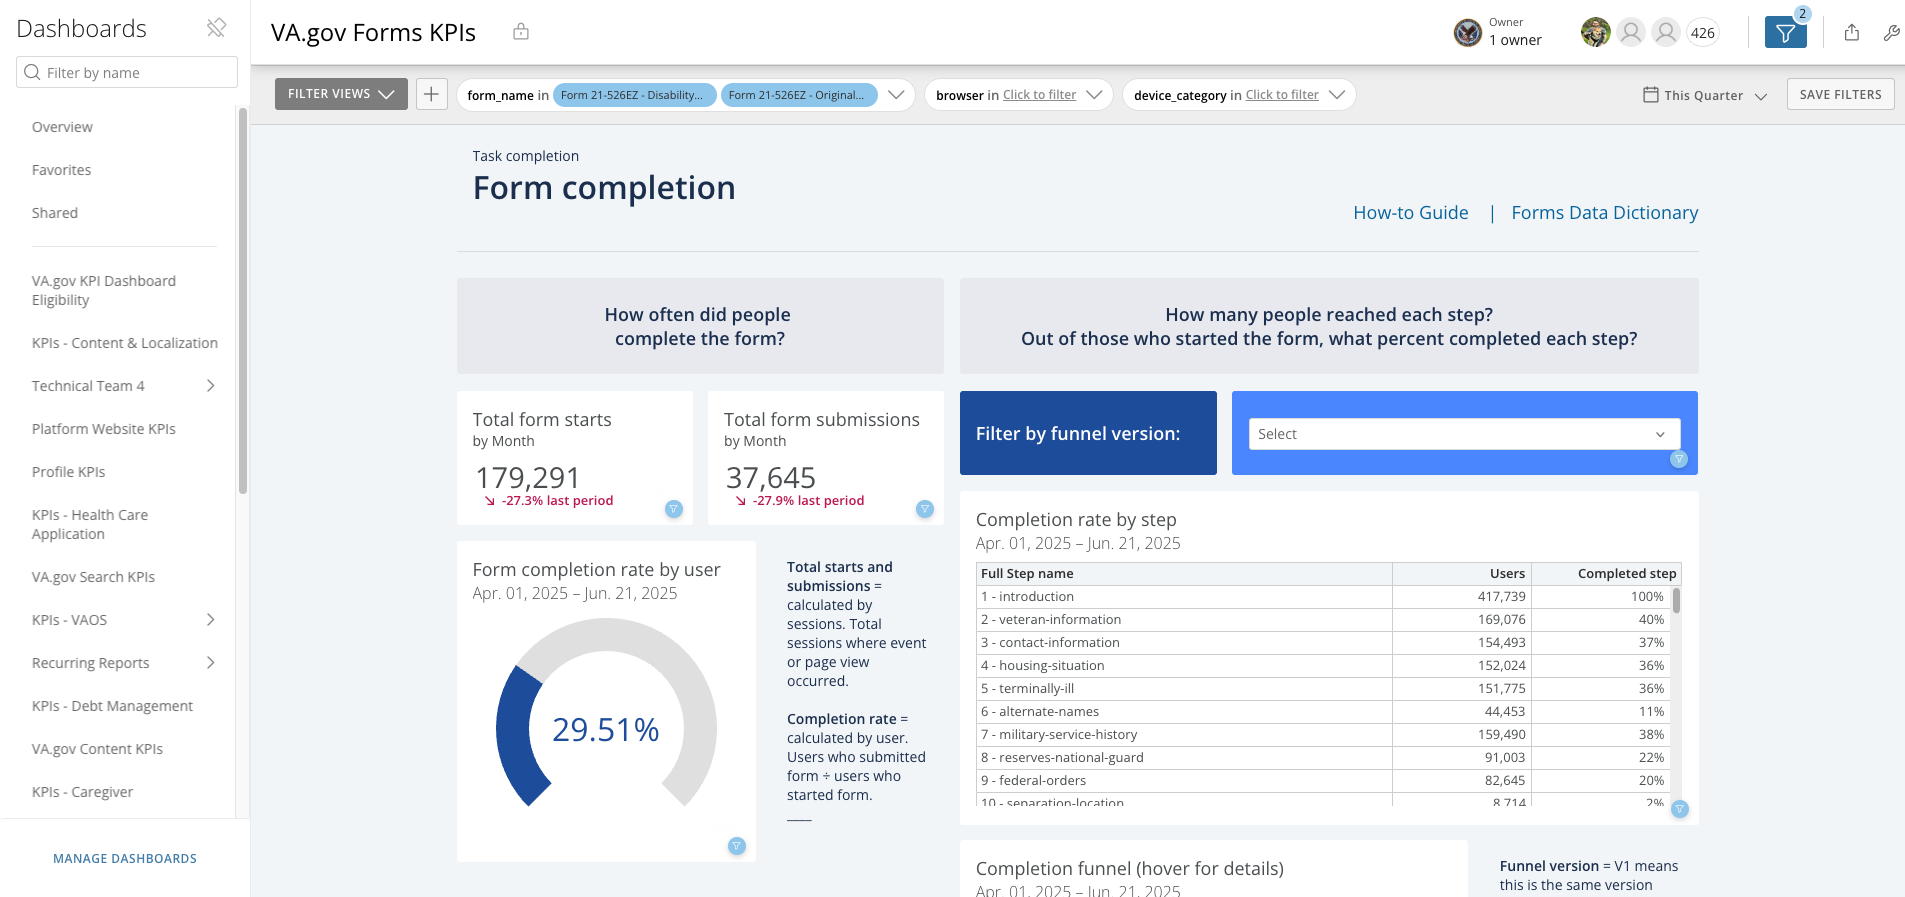 Dashboards
Filter by name
Overview
Favorites
Shared
VA.gov KPI Dashboard
Eligibility
KPIs - Content & Localization
Technical Team 4
Platform Website KPIs
Profile KPIs
KPIs - Health Care
Application
VA.gov Search KPIs
KPIs - VAOS
Recurring Reports
KPIs - Debt Management
VA.gov Content KPIs
KPIs - Caregiver
MANAGE DASHBOARDS
VA.gov Forms KPIs
Owner
1 owner
426
2
FILTER VIEWS
form_name in Form 21-526EZ - Disability... Form 21-526EZ - Original...
browser in Click to filter
device_category in Click to filter
This Quarter
SAVE FILTERS
Task completion
Form completion
How-to Guide | Forms Data Dictionary
How often did people
complete the form?
Total form starts
by Month
179,291
-27.3% last period
Total form submissions
by Month
37,645
-27.9% last period
Form completion rate by user
Apr. 01, 2025 – Jun. 21, 2025
29.51%
Total starts and
submissions =
calculated by
sessions. Total
sessions where event
or page view
occurred.
Completion rate =
calculated by user.
Users who submitted
form ÷ users who
started form.
How many people reached each step?
Out of those who started the form, what percent completed each step?
Filter by funnel version:
Select
Completion rate by step
Apr. 01, 2025 – Jun. 21, 2025
Full Step name Users Completed step
1 - introduction 417,739 100%
2 - veteran-information 169,076 40%
3 - contact-information 154,493 37%
4 - housing-situation 152,024 36%
5 - terminally-ill 151,775 36%
6 - alternate-names 44,453 11%
7 - military-service-history 159,490 38%
8 - reserves-national-guard 91,003 22%
9 - federal-orders 82,645 20%
10 - separation-location 8,714 2%
Completion funnel (hover for details)
Apr. 01, 2025 – Jun. 21, 2025
Funnel version = V1 means
this is the same version